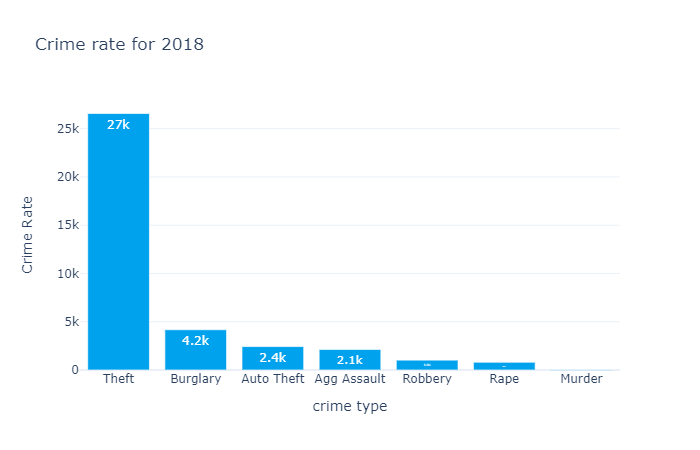 Crime rate for 2018
27k
4.2k
2.4k
2.1k
25k
20k
15k
10k
5k
0
Crime Rate
Theft Burglary Auto Theft Agg Assault Robbery Rape Murder
crime type